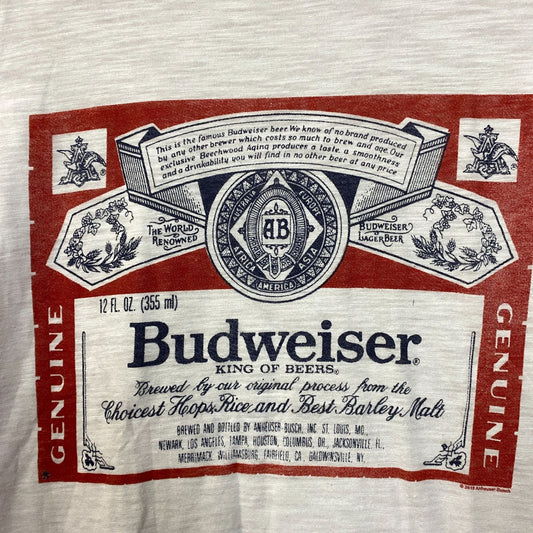 This is the famous Budweiser beer. We know of no brand produced
by any other brewer which costs so much to brew and age. Our
exclusive Beechwood Aging produces a taste, a smoothness
and a drinkability you will find in no other beer at any price.
THE WORLD
RENOWNED
AB
AMERICA
BUDWEISER
LAGER BEER
12 FL. OZ. (355 ml)
Budweiser®
KING OF BEERS®
Brewed by our original process from the
Choicest Hops, Rice and Best Barley Malt
BREWED AND BOTTLED BY ANHEUSER-BUSCH, INC. ST. LOUIS, MO.,
NEWARK, LOS ANGELES, TAMPA, HOUSTON, COLUMBUS, OH., JACKSONVILLE, FL.,
MERRIMACK, WILLIAMSBURG, FAIRFIELD, CA., BALDWINSVILLE, NY.
GENUINE
GENUINE